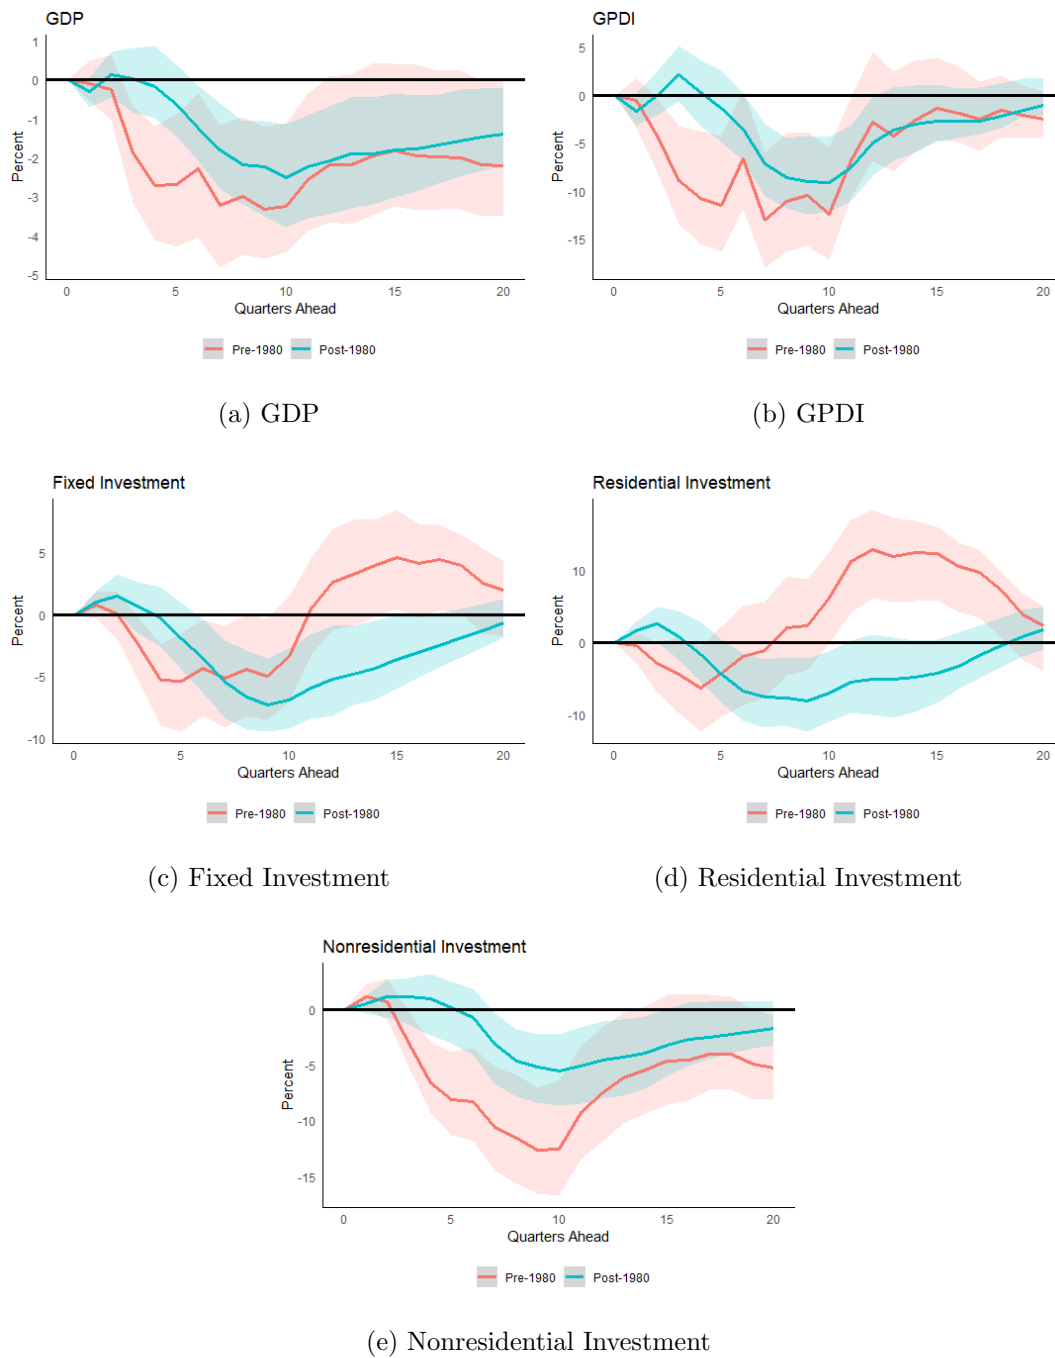 GDP
1
0
-1
-2
-3
-4
-5
Percent
0 5 10 15 20
Quarters Ahead
Pre-1980 Post-1980
(a) GDP
GPDI
5
0
-5
-10
-15
Percent
0 5 10 15 20
Quarters Ahead
Pre-1980 Post-1980
(b) GPDI
Fixed Investment
5
0
-5
-10
Percent
0 5 10 15 20
Quarters Ahead
Pre-1980 Post-1980
(c) Fixed Investment
Residential Investment
10
0
-10
Percent
0 5 10 15 20
Quarters Ahead
Pre-1980 Post-1980
(d) Residential Investment
Nonresidential Investment
0
-5
-10
-15
Percent
0 5 10 15 20
Quarters Ahead
Pre-1980 Post-1980
(e) Nonresidential Investment